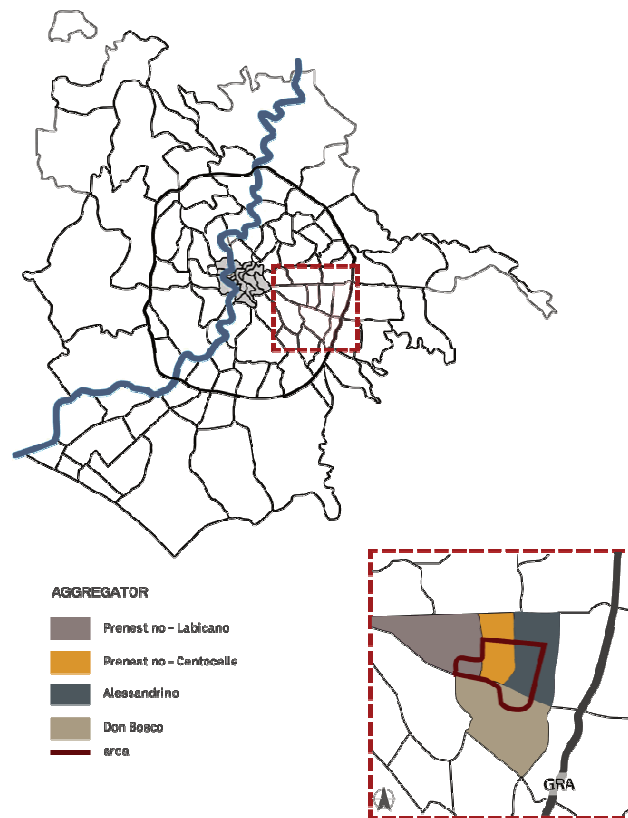 AGGREGATOR
Prenest no - Labicano
Prenest no - Centocelle
Alessandrino
Don Bosco
area
GRA